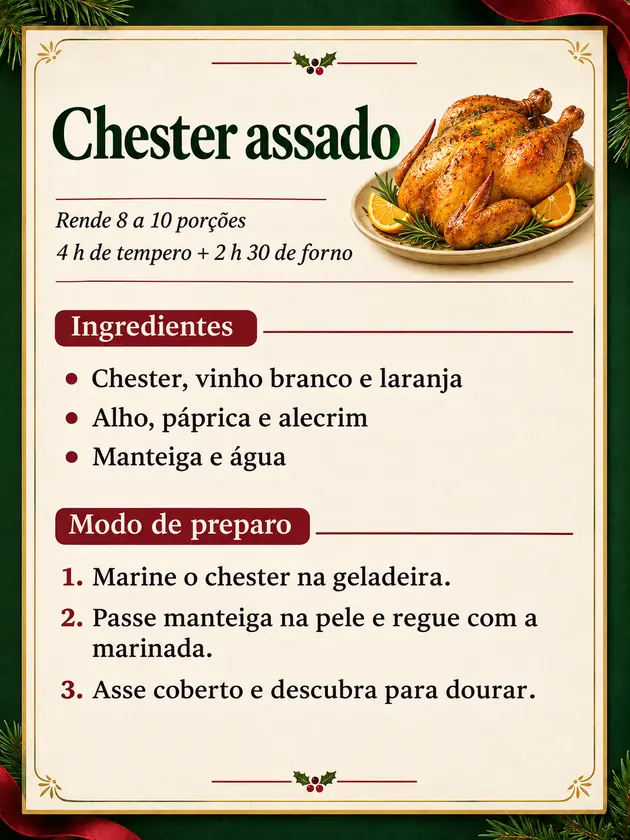 Chester assado
Rende 8 a 10 porções
4 h de tempero + 2 h 30 de forno
Ingredientes
• Chester, vinho branco e laranja
• Alho, páprica e alecrim
• Manteiga e água
Modo de preparo
1. Marine o chester na geladeira.
2. Passe manteiga na pele e regue com a
marinada.
3. Asse coberto e descubra para dourar.